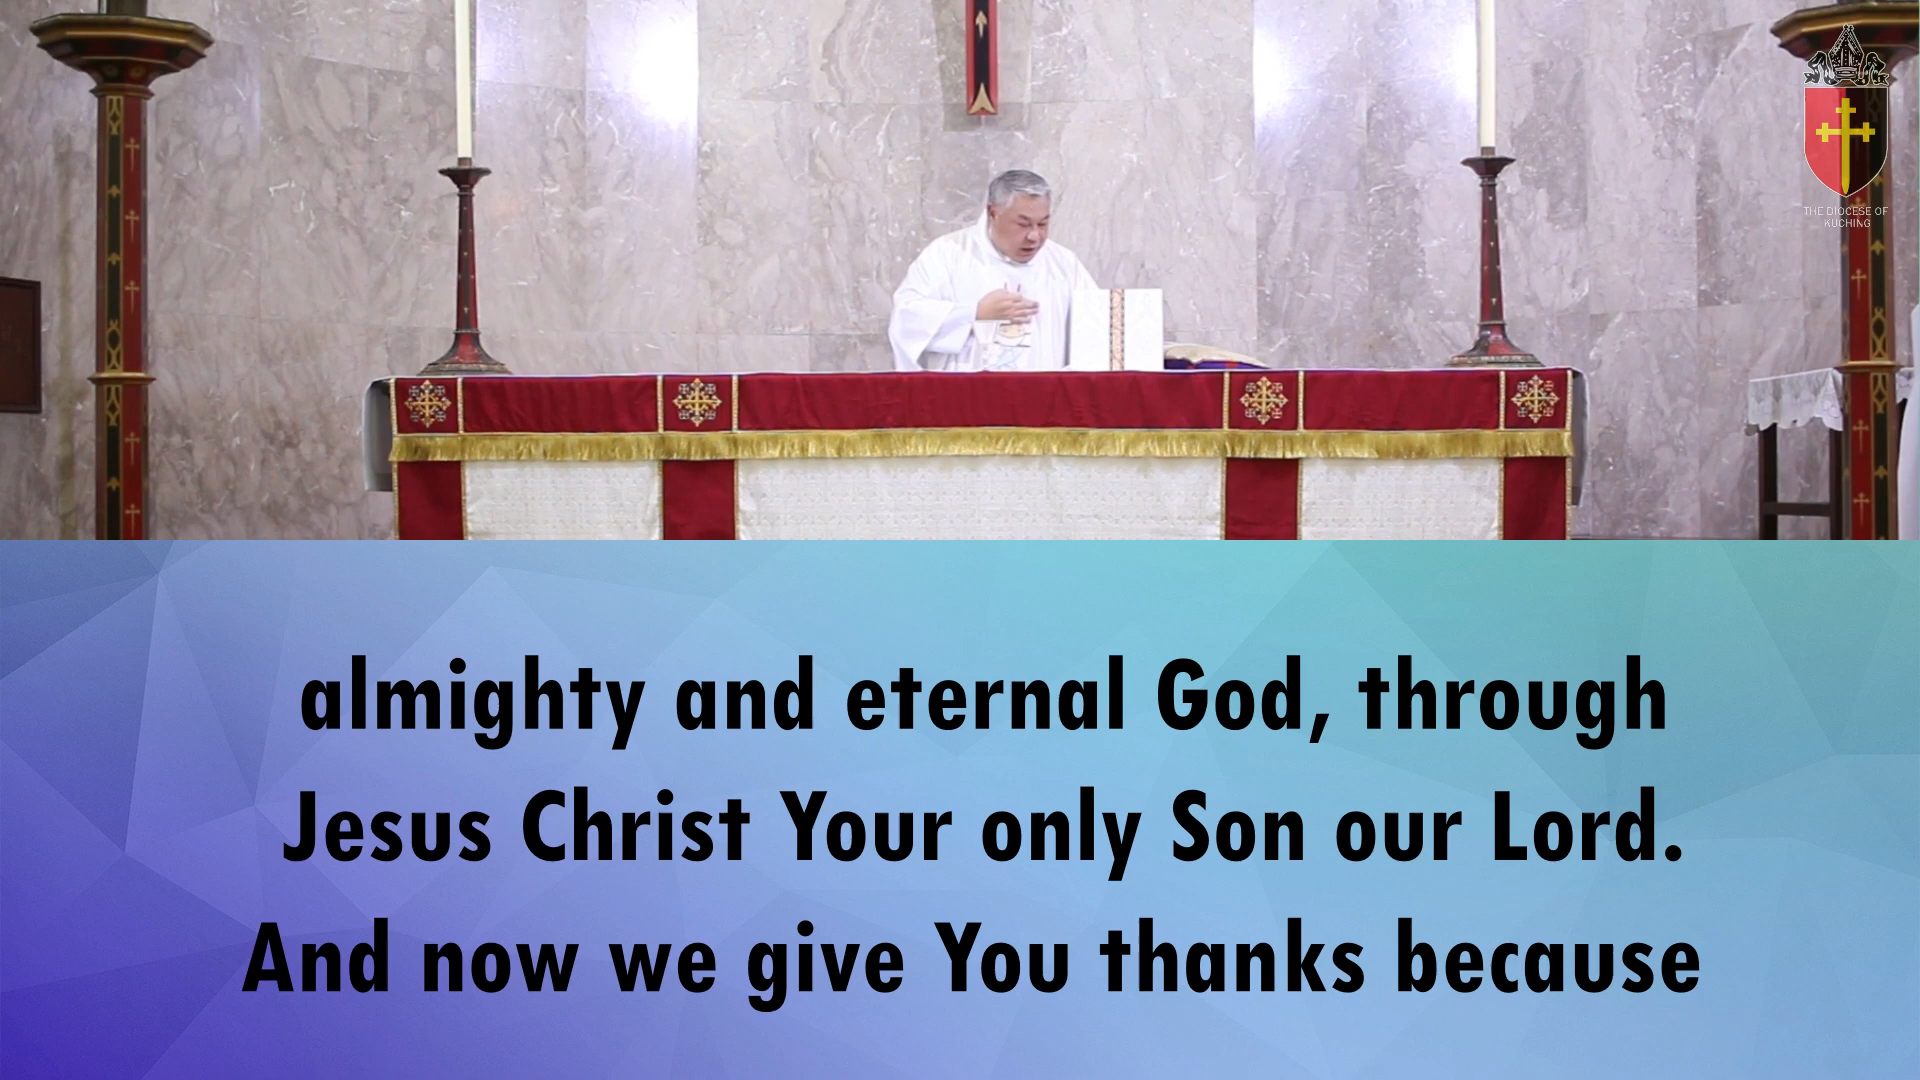 THE DIOCESE OF
KUCHING
almighty and eternal God, through
Jesus Christ Your only Son our Lord.
And now we give You thanks because